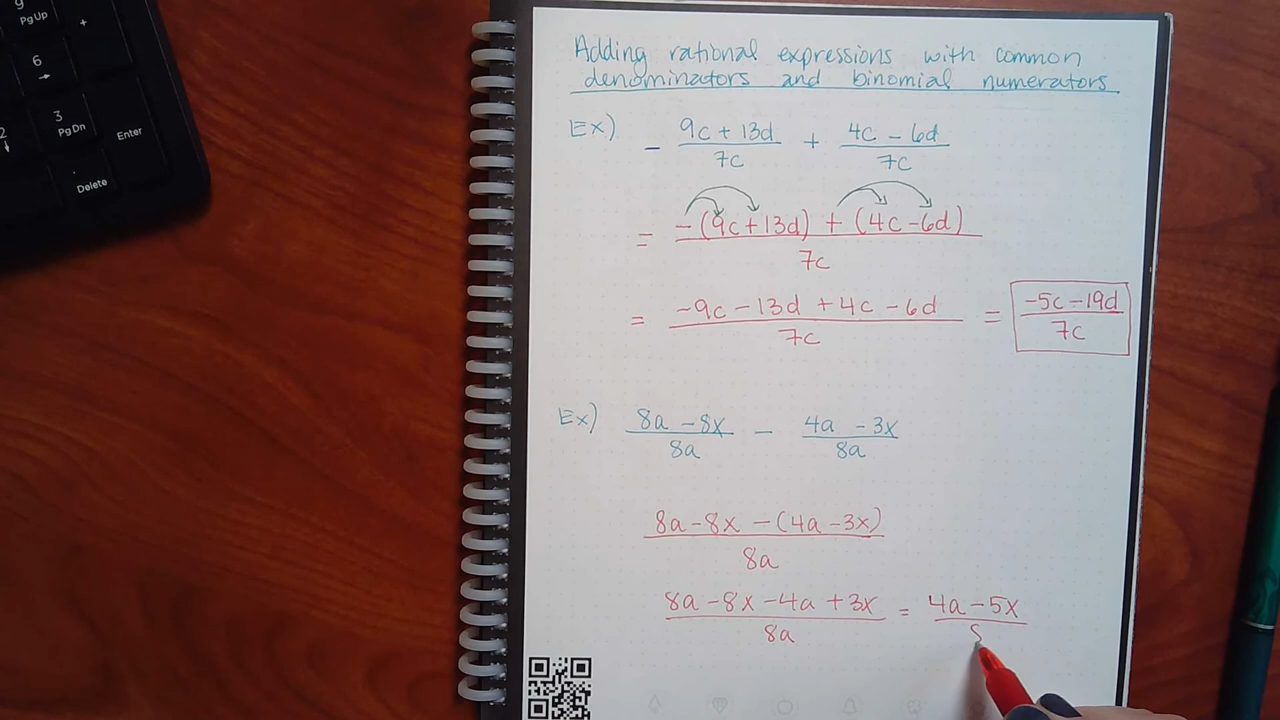 9
PgUp
+
6
→
3
PgDn
2
↓
Enter
Delete
Adding rational expressions with common
denominators and binomial numerators
Ex) - (9c + 13d)/(7c) + (4c - 6d)/(7c)
= (-(9c+13d) + (4c-6d))/(7c)
= (-9c - 13d + 4c - 6d)/(7c) = (-5c - 19d)/(7c)
Ex) (8a - 8x)/(8a) - (4a - 3x)/(8a)
(8a - 8x - (4a - 3x))/(8a)
(8a - 8x - 4a + 3x)/(8a) = (4a - 5x)/